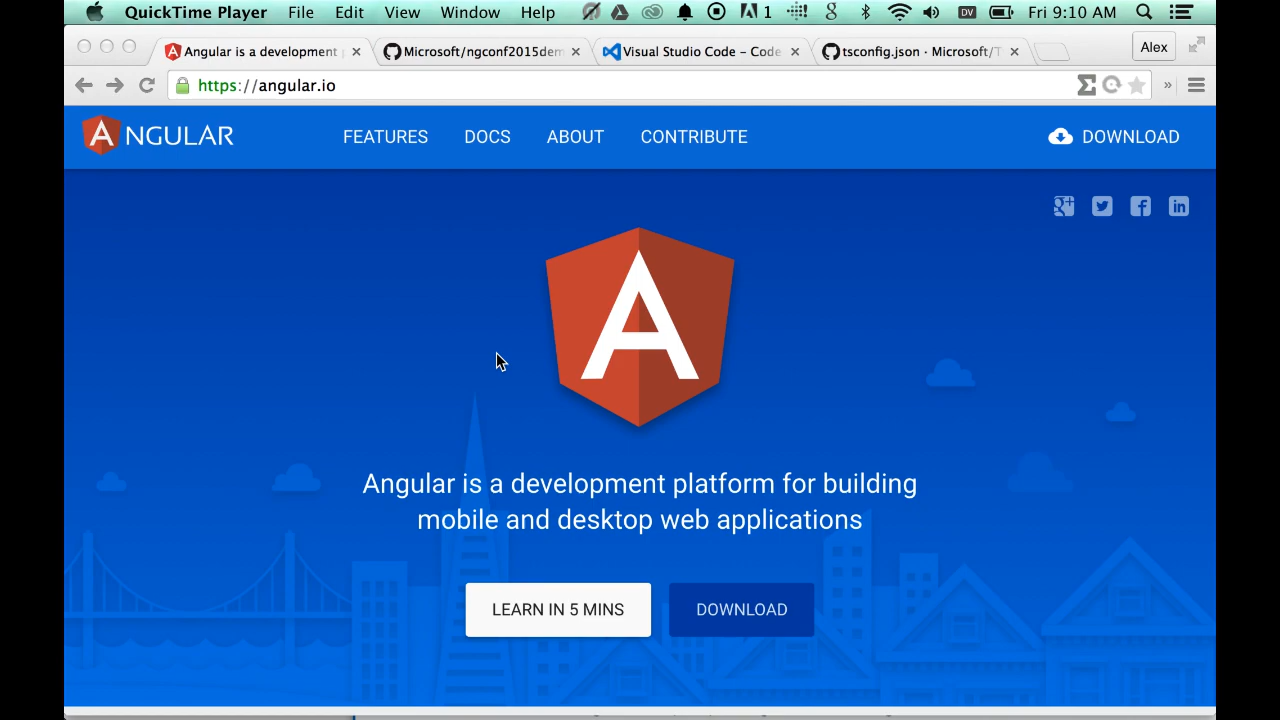 QuickTime Player File Edit View Window Help 1 DV Fri 9:10 AM
Angular is a development p Microsoft/ngconf2015dem Visual Studio Code – Code tsconfig.json · Microsoft/T Alex
https://angular.io »
ANGULAR FEATURES DOCS ABOUT CONTRIBUTE DOWNLOAD
Angular is a development platform for building
mobile and desktop web applications
LEARN IN 5 MINS DOWNLOAD